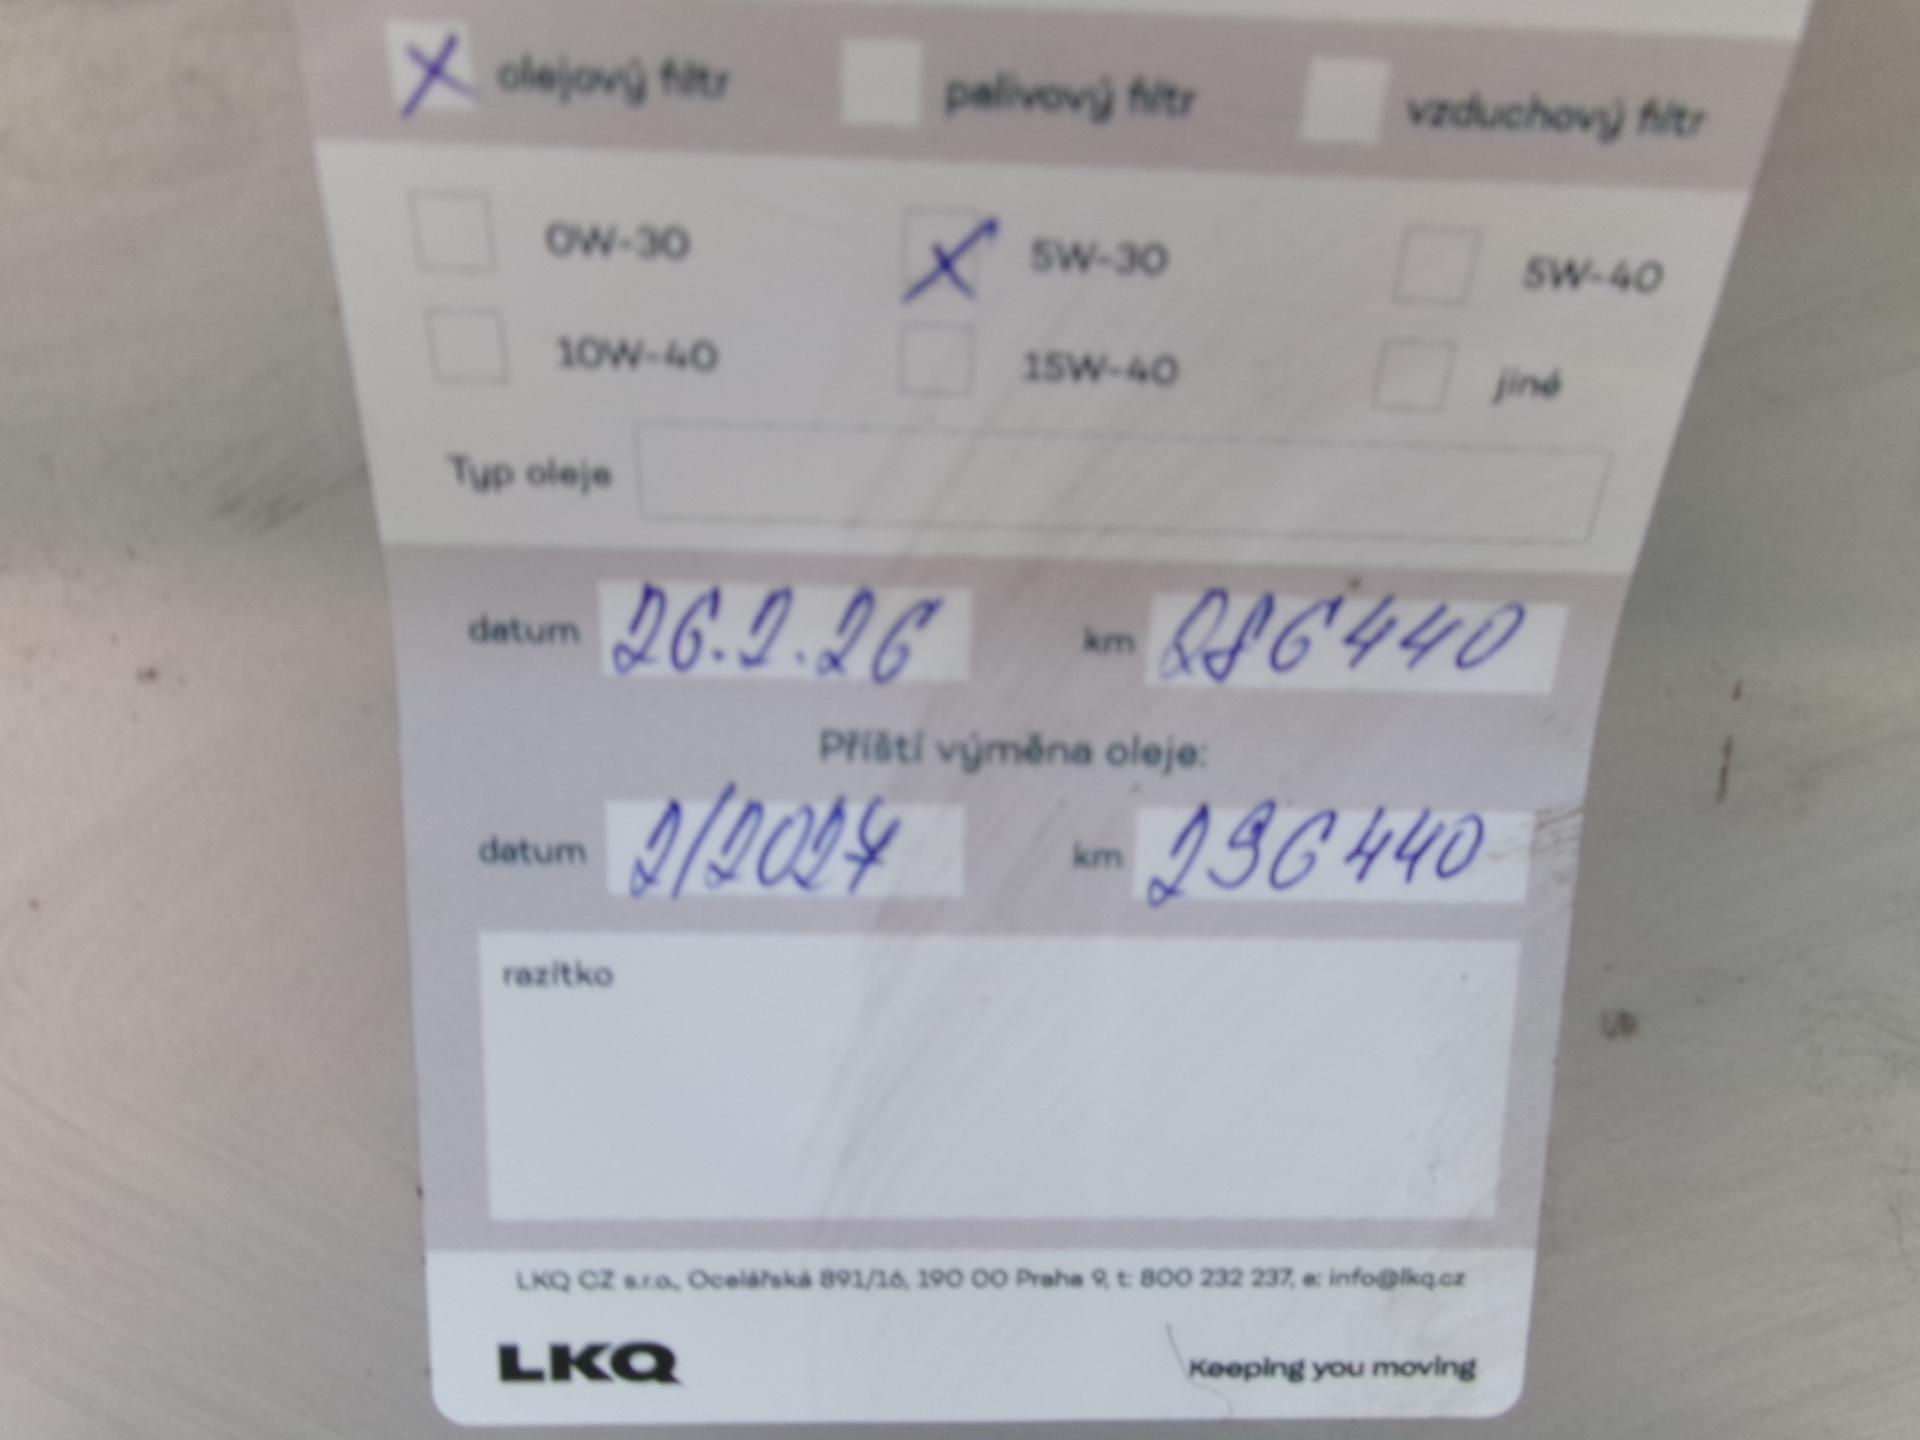 olejový filtr palivový filtr vzduchový filtr
0W-30 5W-30 5W-40
10W-40 15W-40 jiné
Typ oleje
datum 26.2.26 km 286440
Příští výměna oleje:
datum 2/2027 km 296440
razítko
LKQ CZ s.r.o., Ocelářská 891/16, 190 00 Praha 9, t: 800 232 237, e: info@lkq.cz
LKQ Keeping you moving